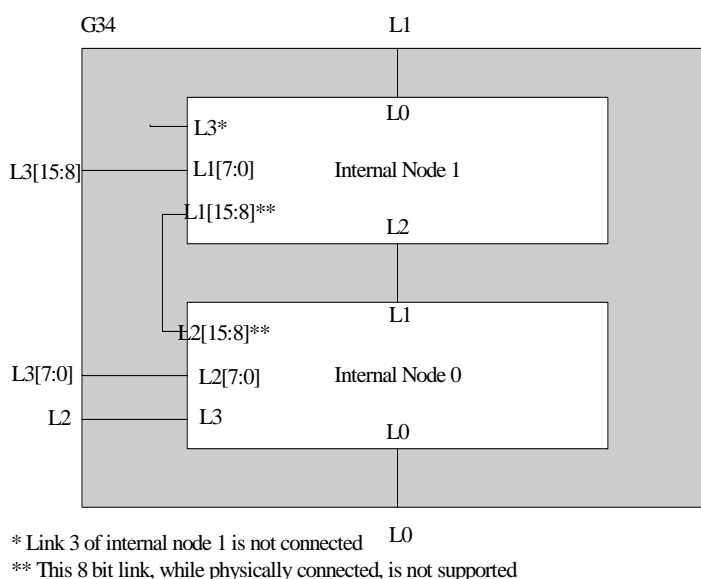 G34 L1
L0
L3*
L3[15:8] L1[7:0] Internal Node 1
L1[15:8]**
L2
L1
L2[15:8]**
L3[7:0] L2[7:0] Internal Node 0
L2 L3
L0
L0
* Link 3 of internal node 1 is not connected
** This 8 bit link, while physically connected, is not supported